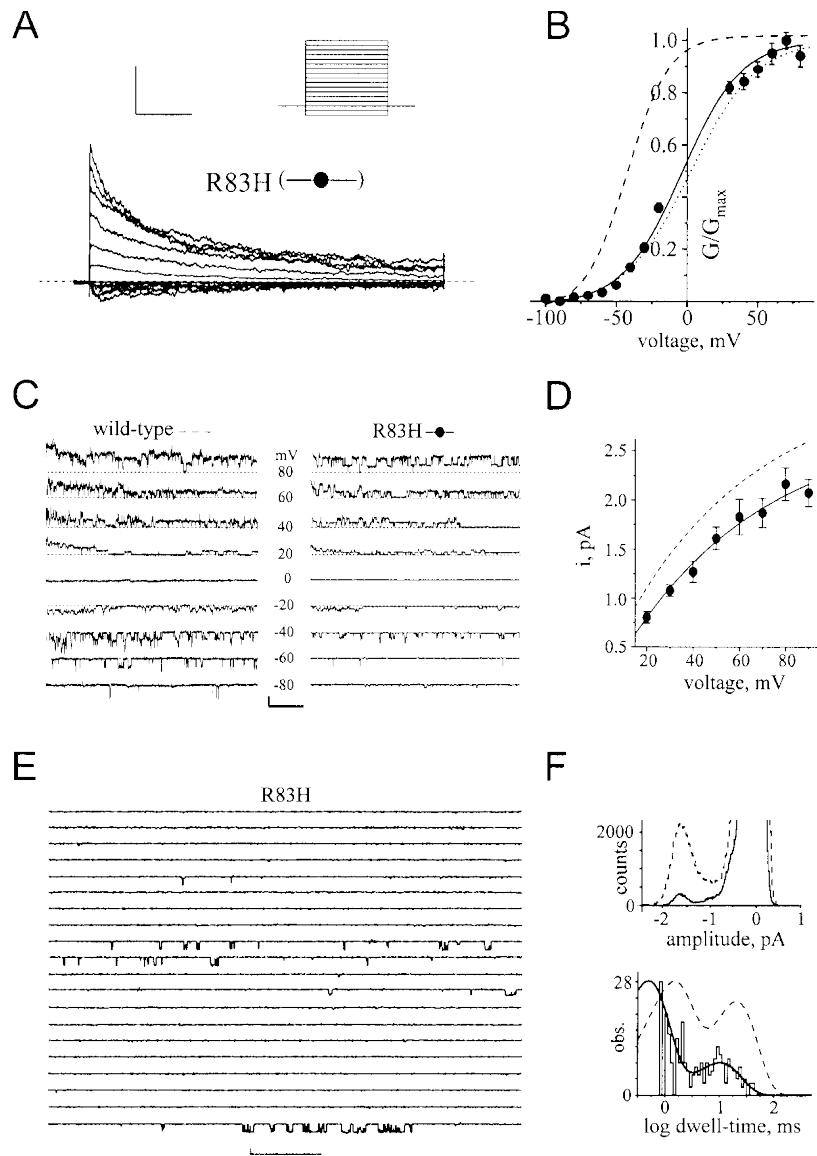 A
R83H
B
1.0
0.8
0.2
G/Gmax
-100
-50
0
50
voltage, mV
C
wild-type
R83H
mV
80
60
40
20
0
-20
-40
-60
-80
D
2.5
2.0
1.5
1.0
0.5
i, pA
20
40
60
80
voltage, mV
E
R83H
F
2000
0
counts
-2
-1
0
1
amplitude, pA
28
0
obs.
0
1
2
log dwell-time, ms